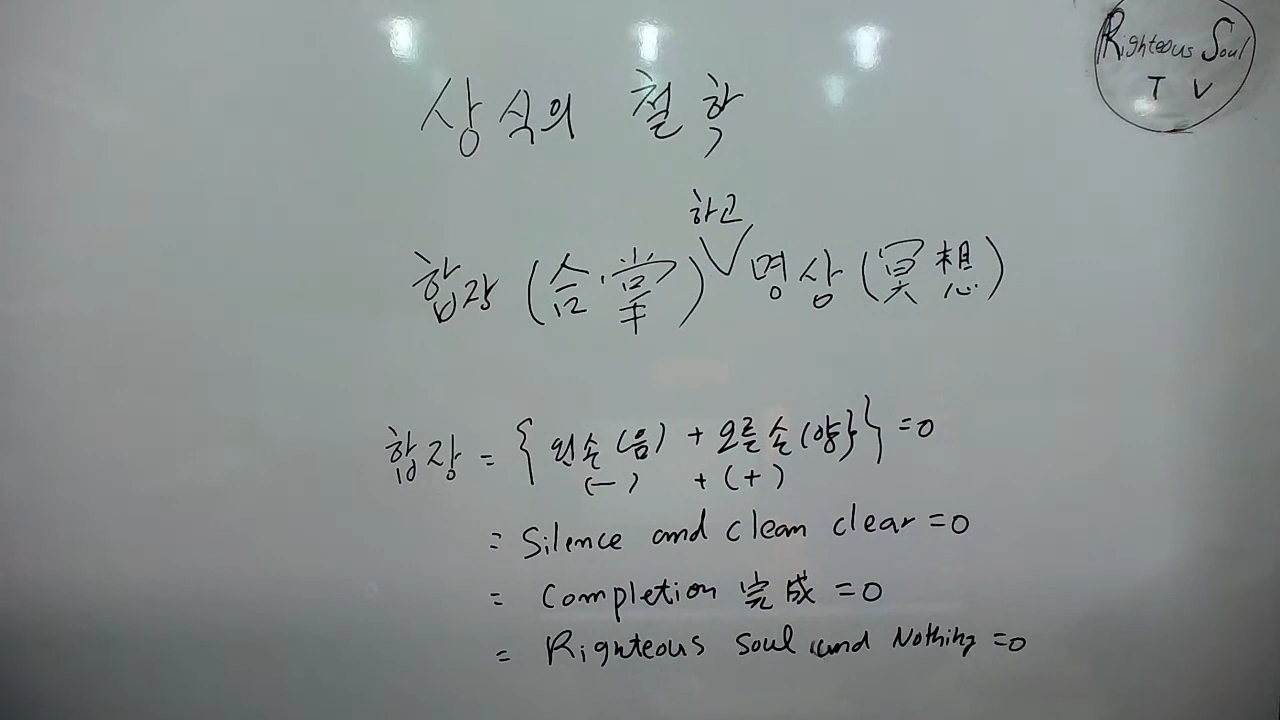 Righteous Soul
TV
상식의 철학
하고
합장(合掌)∨명상(冥想)
합장 = {왼손(음) + 오른손(양)} = 0
(-) + (+)
= Silence and clean clear = 0
= Completion 完成 = 0
= Righteous Soul and Nothing = 0